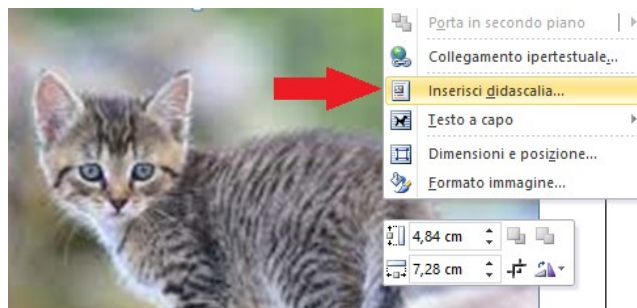 Porta in secondo piano
Collegamento ipertestuale...
Inserisci didascalia...
Testo a capo
Dimensioni e posizione...
Formato immagine...
4,84 cm
7,28 cm